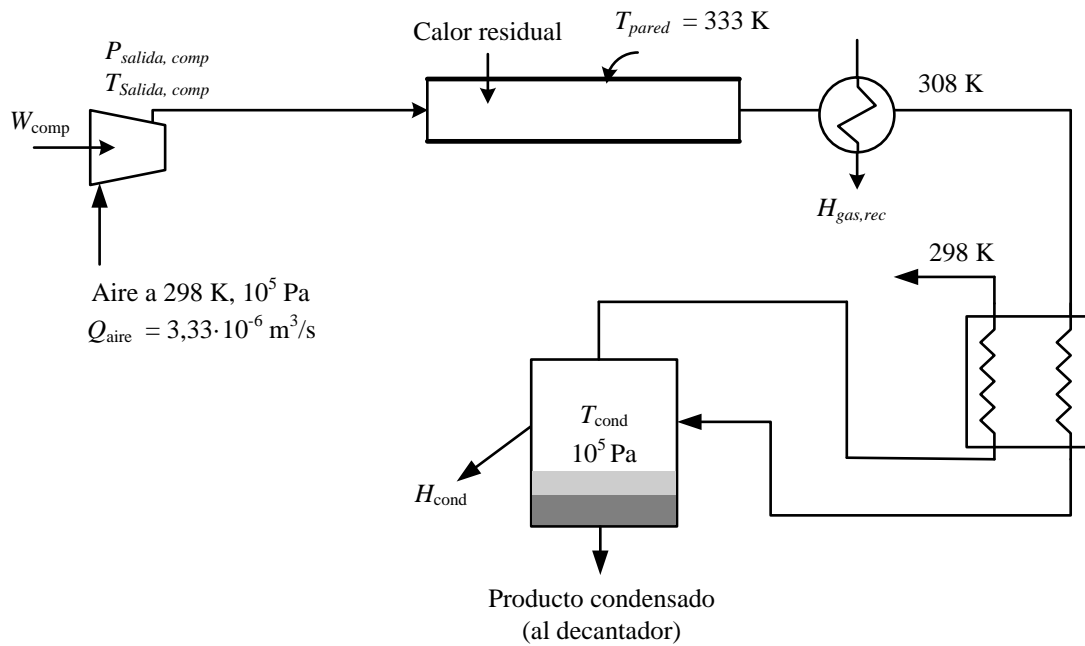 P_salida, comp
T_Salida, comp
W_comp
Aire a 298 K, 10^5 Pa
Q_aire = 3,33·10^-6 m^3/s
Calor residual
T_pared = 333 K
308 K
H_gas,rec
298 K
T_cond
10^5 Pa
H_cond
Producto condensado
(al decantador)